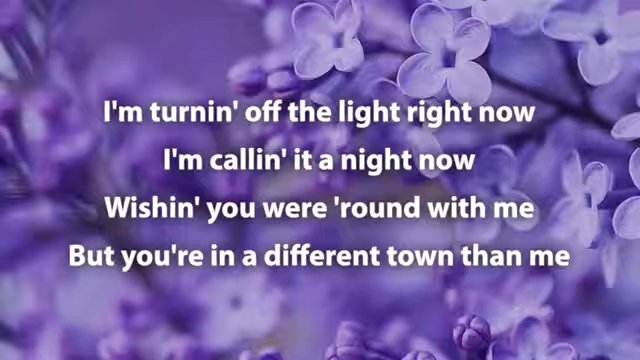 I'm turnin' off the light right now
I'm callin' it a night now
Wishin' you were 'round with me
But you're in a different town than me